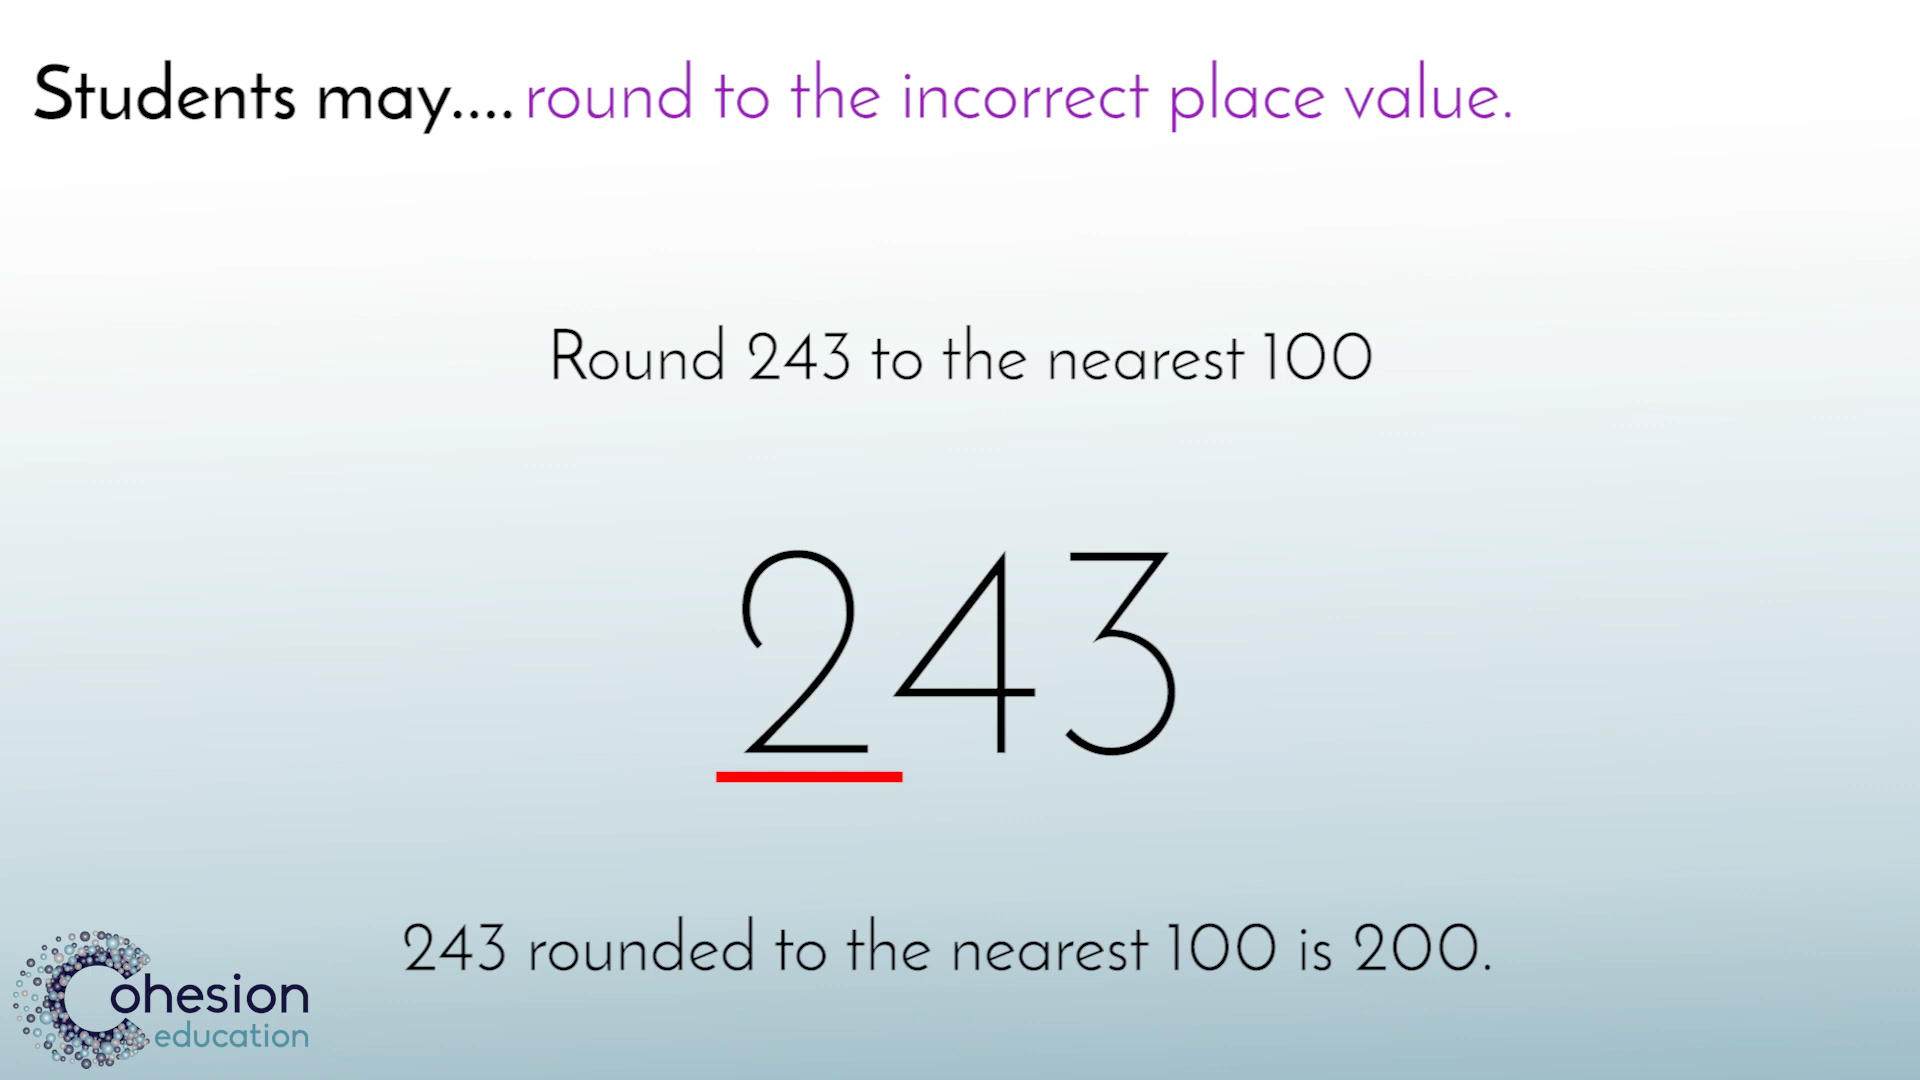 Students may.... round to the incorrect place value.
Round 243 to the nearest 100
243
243 rounded to the nearest 100 is 200.
Cohesion
education